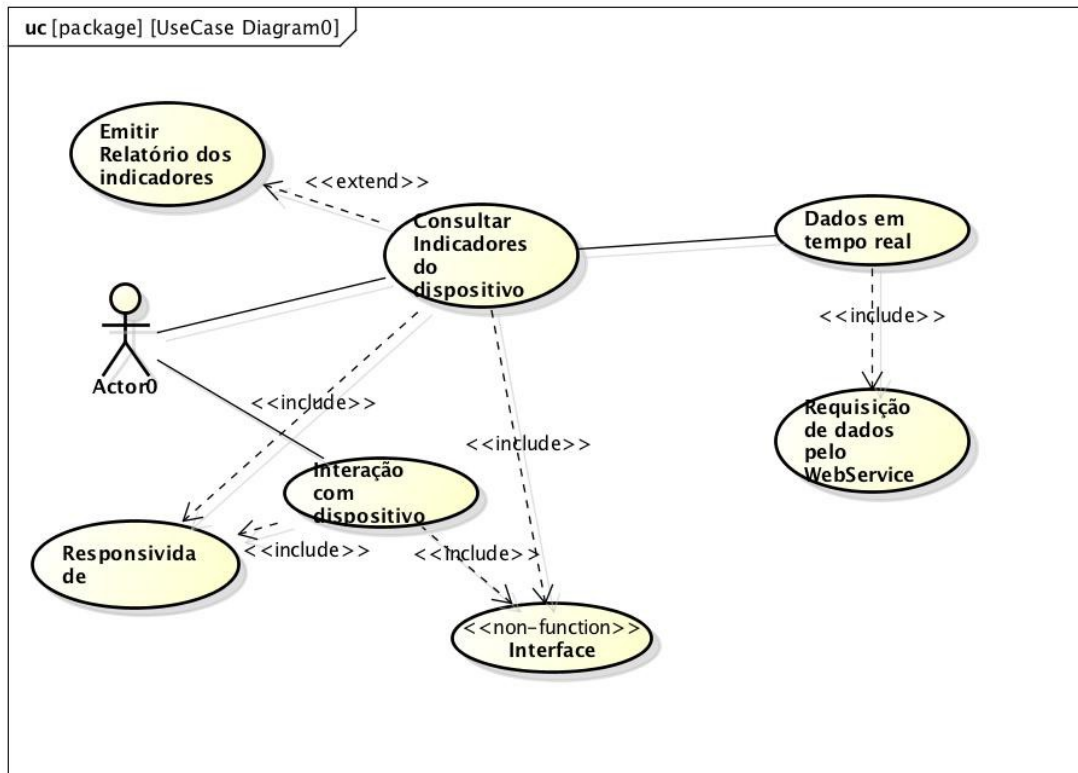 uc [package] [UseCase Diagram0]
Emitir
Relatório dos
indicadores
<<extend>>
Consultar
Indicadores
do
dispositivo
Dados em
tempo real
<<include>>
Actor0
<<include>>
<<include>>
Requisição
de dados
pelo
WebService
Interação
com
dispositivo
Responsivida
de
<<include>>
<<include>>
<<non-function>>
Interface